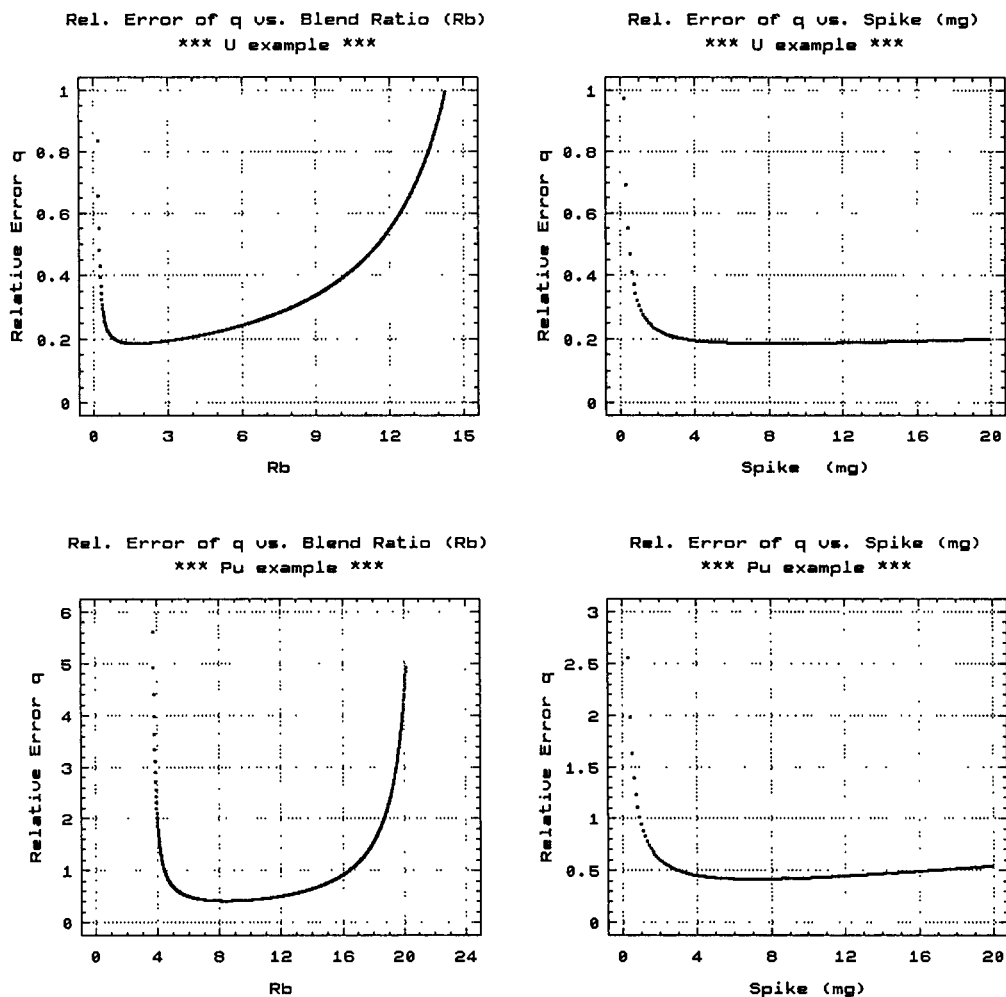 Rel. Error of q vs. Blend Ratio (Rb)
*** U example ***
1
0.8
0.6
0.4
0.2
0
Relative Error q
0 3 6 9 12 15
Rb
Rel. Error of q vs. Spike (mg)
*** U example ***
1
0.8
0.6
0.4
0.2
0
Relative Error q
0 4 8 12 16 20
Spike (mg)
Rel. Error of q vs. Blend Ratio (Rb)
*** Pu example ***
6
5
4
3
2
1
0
Relative Error q
0 4 8 12 16 20 24
Rb
Rel. Error of q vs. Spike (mg)
*** Pu example ***
3
2.5
2
1.5
1
0.5
0
Relative Error q
0 4 8 12 16 20
Spike (mg)